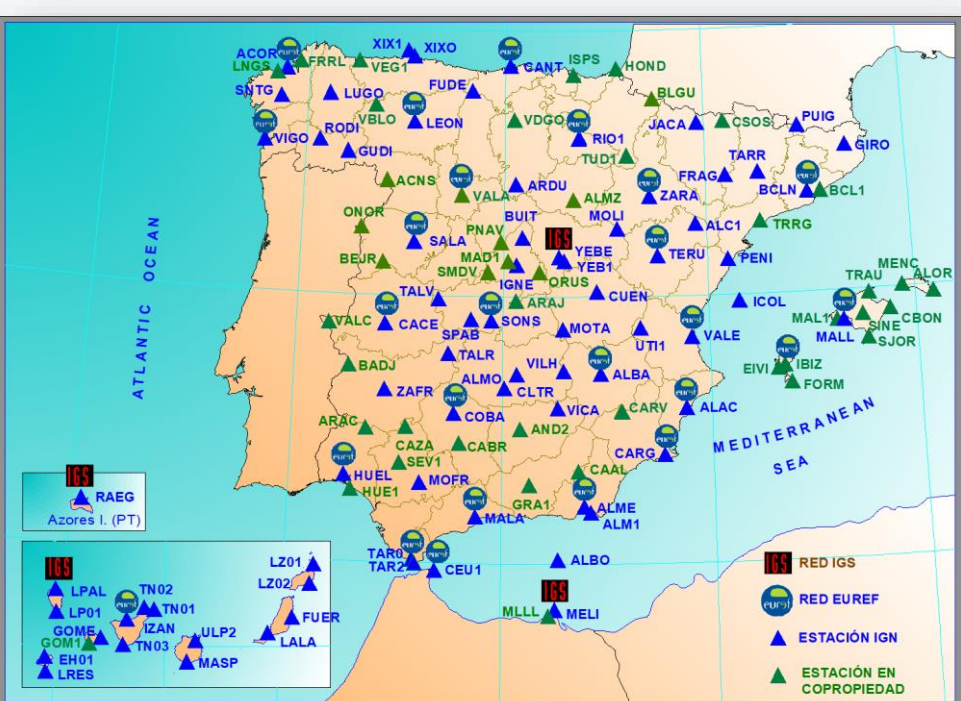 XIX1
XIXO
ACOR
LNGS
FRRL
VEG1
CANT
ISPS
HOND
SNTG
LUGO
FUDE
BLGU
VBLO
LEON
VDGO
RIO1
JACA
CSOS
PUIG
VIGO
RODI
GUDI
TUD1
GIRO
TARR
FRAG
BCLN
BCL1
ACNS
VALA
ARDU
ALMZ
ZARA
ONOR
BUIT
MOLI
ALC1
TRRG
SALA
PNAV
IGS
YEBE
YEB1
TERU
PENI
BEJR
MAD1
SMDV
IGNE
ORUS
MENC
ALOR
TRAU
TALV
ARAJ
CUEN
ICOL
CBON
VALC
CACE
SPAB
SONS
MOTA
UTI1
VALE
MAL1
MALL
SINE
SJOR
TALR
BADJ
ALMO
VILH
ALBA
EIVI
IBIZ
FORM
ZAFR
CLTR
COBA
VICA
CARV
ALAC
ARAC
CAZA
CABR
AND2
CARG
SEV1
HUEL
HUE1
MOFR
CAAL
GRA1
MALA
ALME
ALM1
ATLANTIC OCEAN
MEDITERRANEAN
SEA
IGS
RAEG
Azores I. (PT)
TAR0
TAR2
CEU1
ALBO
IGS
MLLL
MELI
IGS
LPAL
LP01
TN02
TN01
IZAN
TN03
GOME
GOM1
EH01
LRES
ULP2
MASP
LZ01
LZ02
FUER
LALA
IGS RED IGS
euref RED EUREF
ESTACIÓN IGN
ESTACIÓN EN
COPROPIEDAD